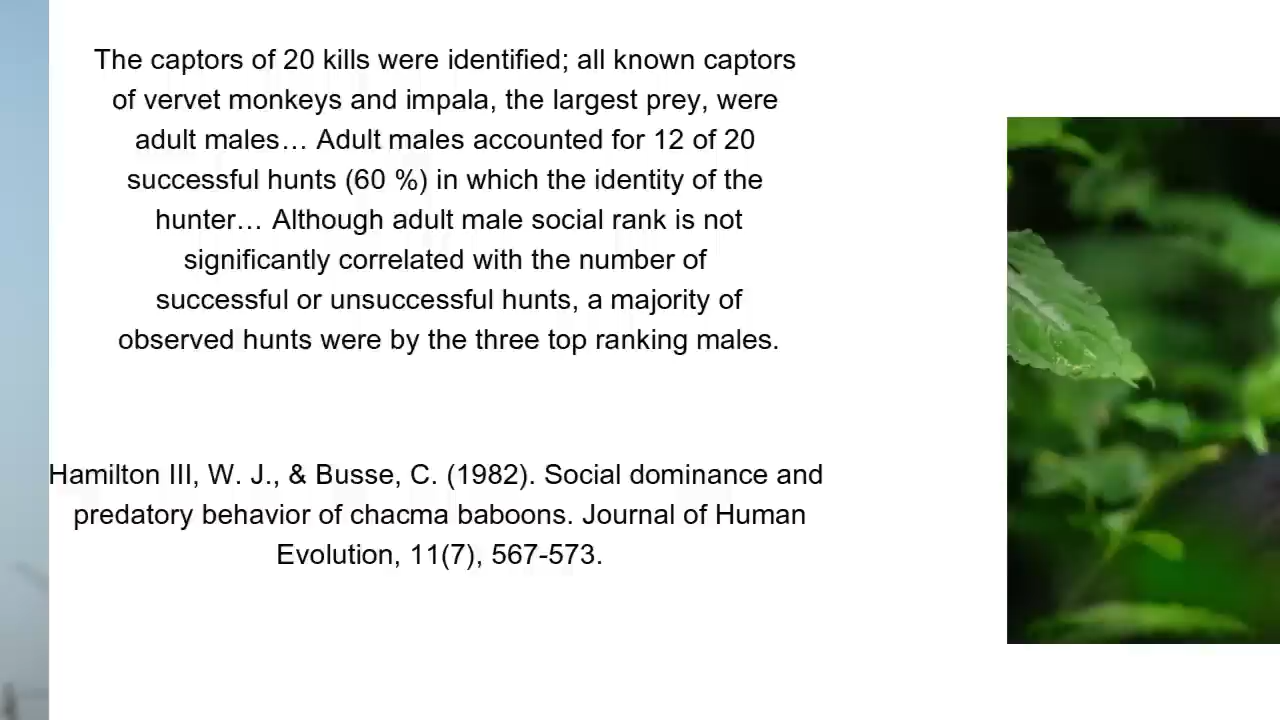 The captors of 20 kills were identified; all known captors
of vervet monkeys and impala, the largest prey, were
adult males… Adult males accounted for 12 of 20
successful hunts (60 %) in which the identity of the
hunter… Although adult male social rank is not
significantly correlated with the number of
successful or unsuccessful hunts, a majority of
observed hunts were by the three top ranking males.
Hamilton III, W. J., & Busse, C. (1982). Social dominance and
predatory behavior of chacma baboons. Journal of Human
Evolution, 11(7), 567-573.